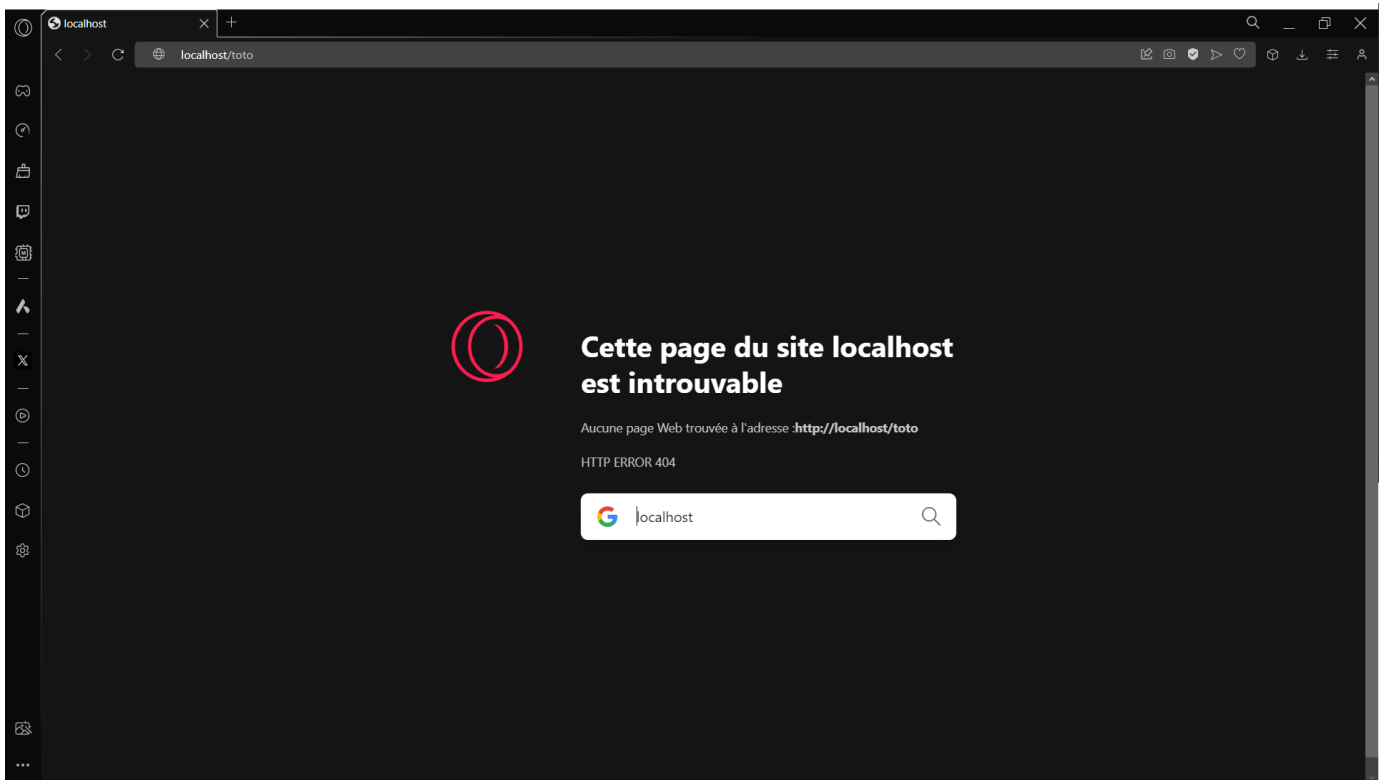 localhost
localhost/toto
Cette page du site localhost
est introuvable
Aucune page Web trouvée à l'adresse :http://localhost/toto
HTTP ERROR 404
localhost